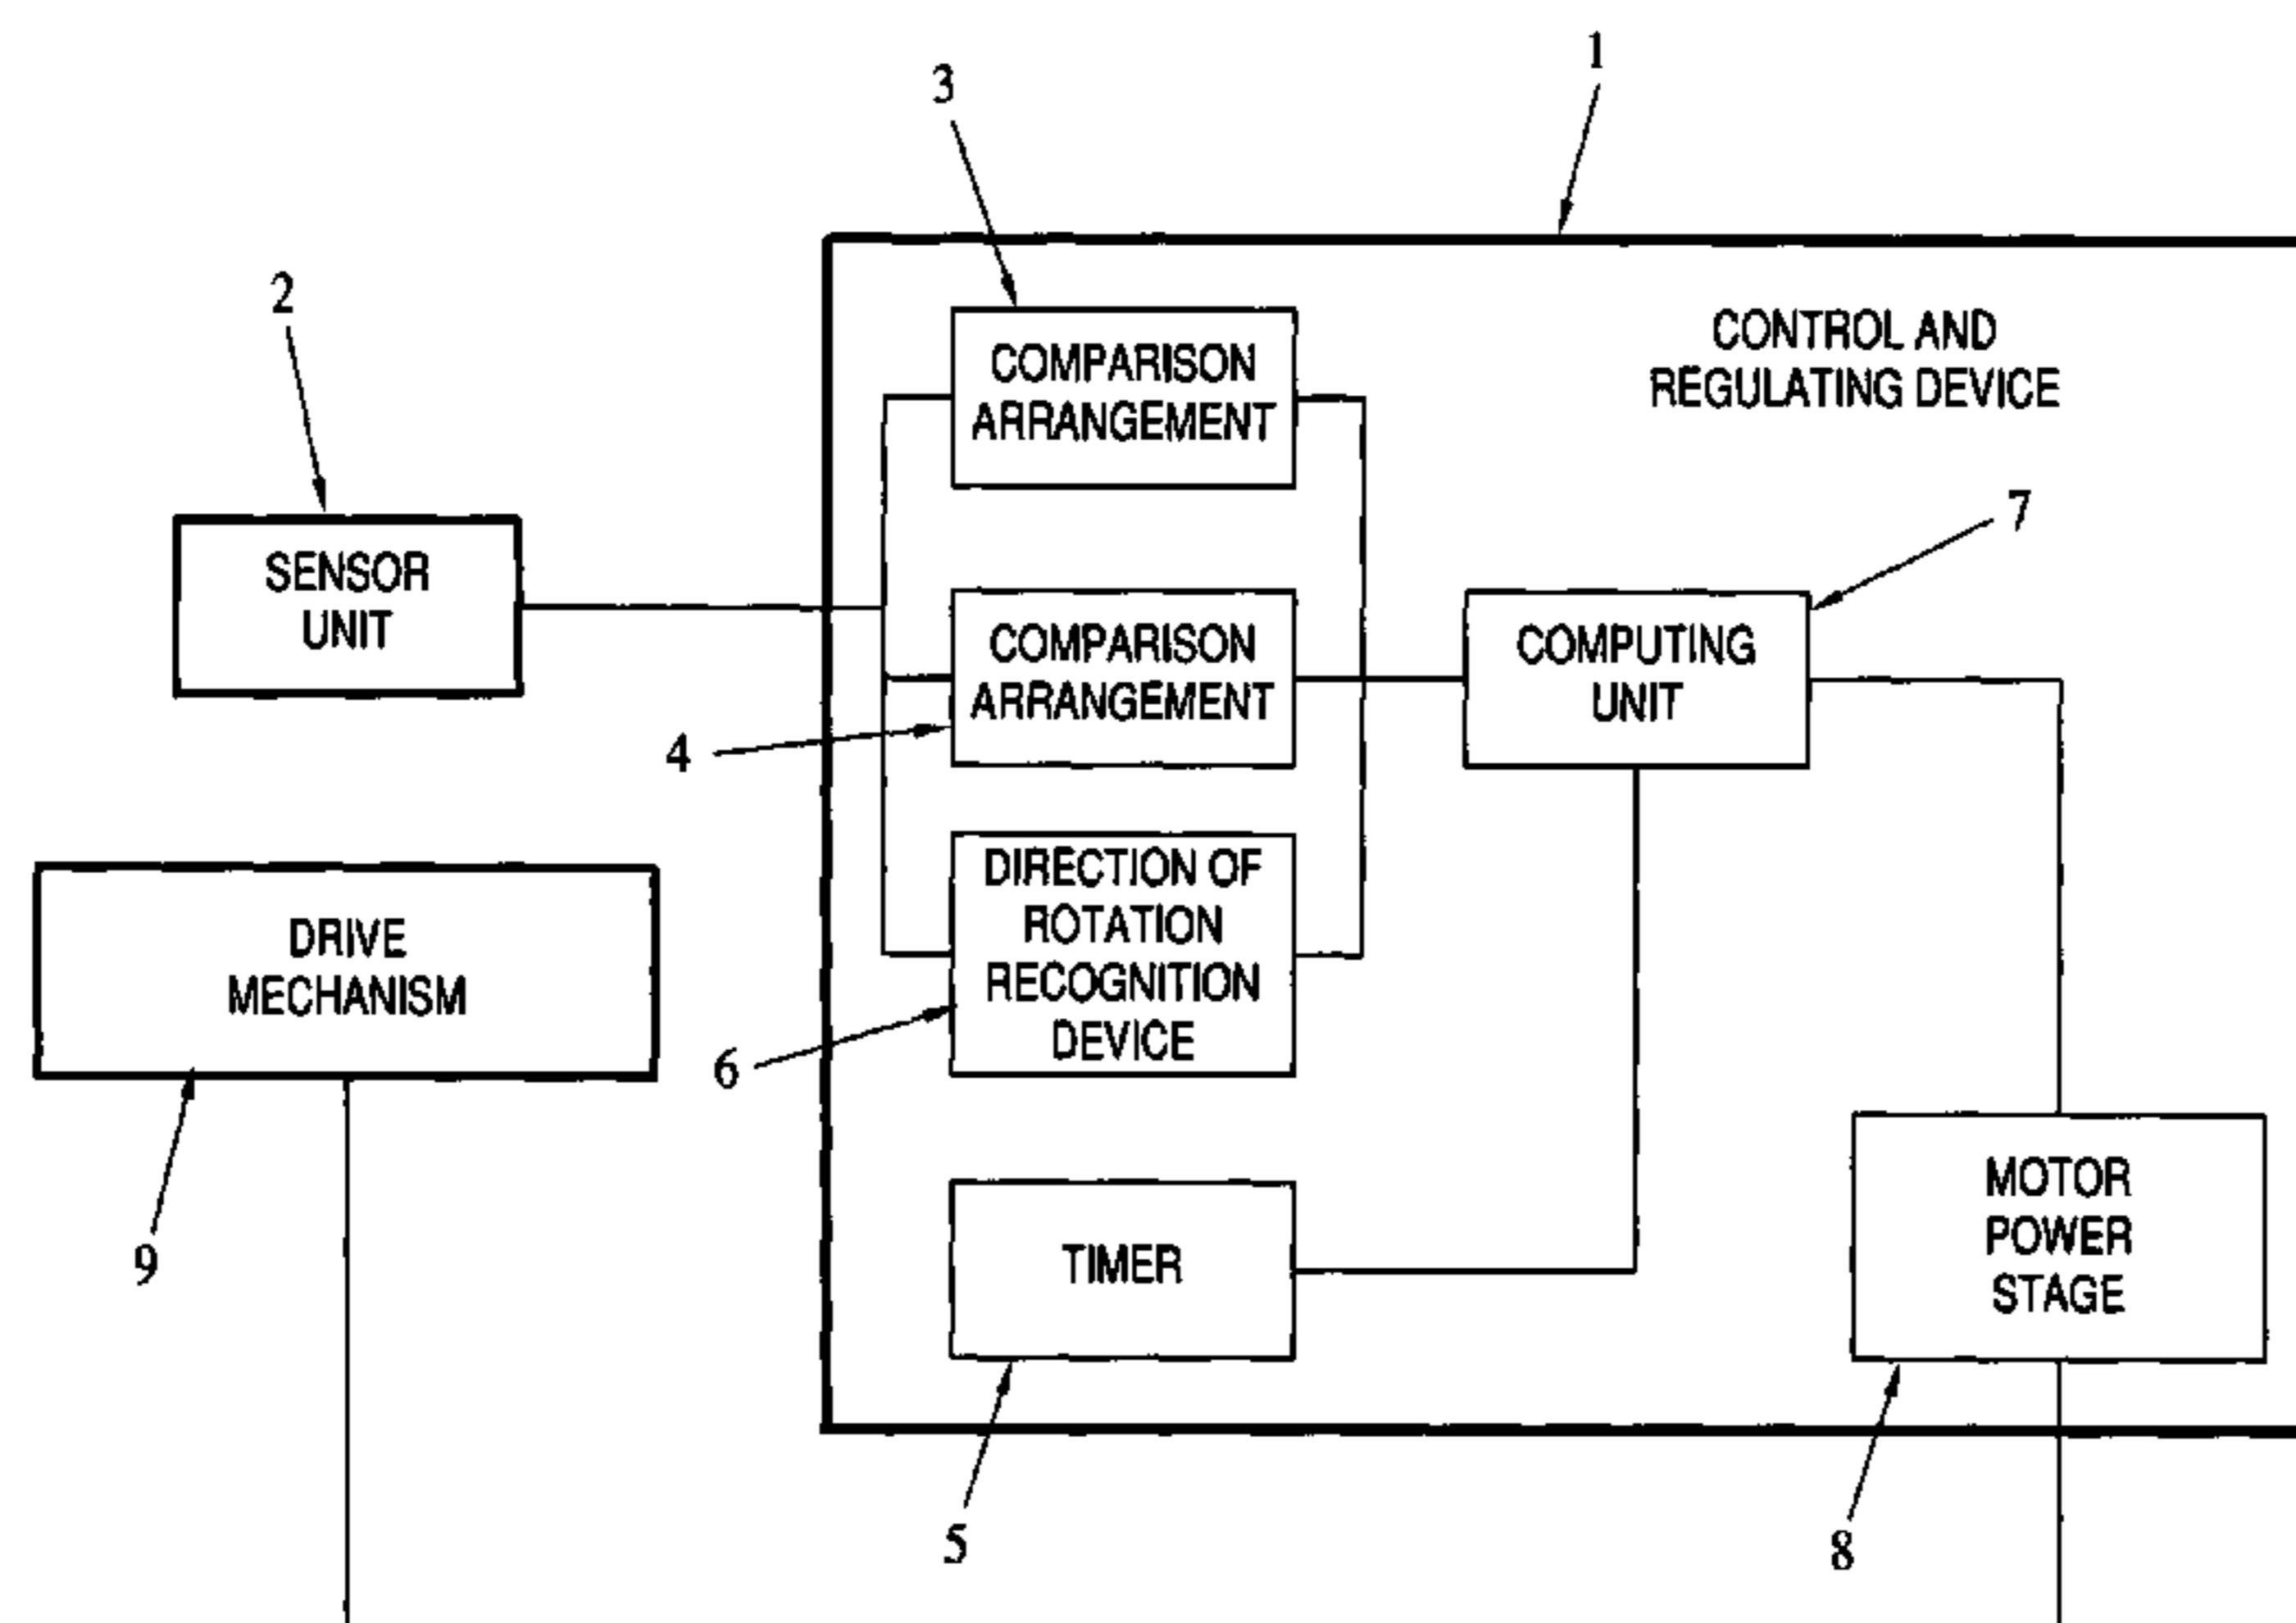 1
3
CONTROL AND
REGULATING DEVICE
2
COMPARISON
ARRANGEMENT
7
SENSOR
UNIT
COMPARISON
ARRANGEMENT
COMPUTING
UNIT
4
DIRECTION OF
ROTATION
RECOGNITION
DEVICE
DRIVE
MECHANISM
6
MOTOR
POWER
STAGE
9
TIMER
5
8